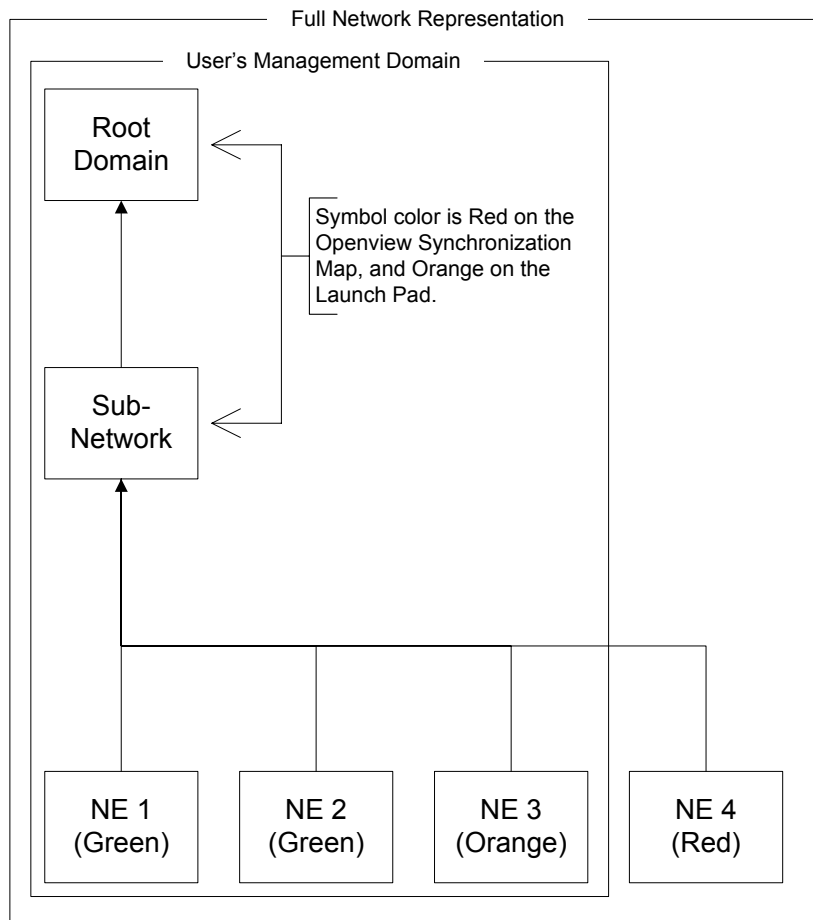 Full Network Representation
User's Management Domain
Root
Domain
Symbol color is Red on the
Openview Synchronization
Map, and Orange on the
Launch Pad.
Sub-
Network
NE 1
(Green)
NE 2
(Green)
NE 3
(Orange)
NE 4
(Red)